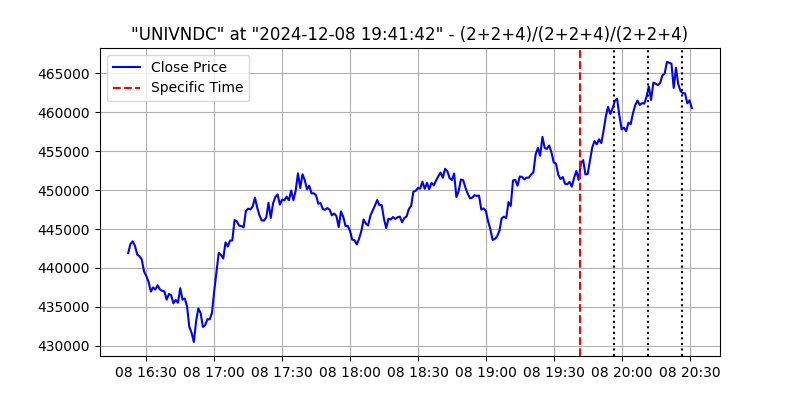 "UNIVNDC" at "2024-12-08 19:41:42" - (2+2+4)/(2+2+4)/(2+2+4)
Close Price
Specific Time
465000
460000
455000
450000
445000
440000
435000
430000
08 16:30 08 17:00 08 17:30 08 18:00 08 18:30 08 19:00 08 19:30 08 20:00 08 20:30